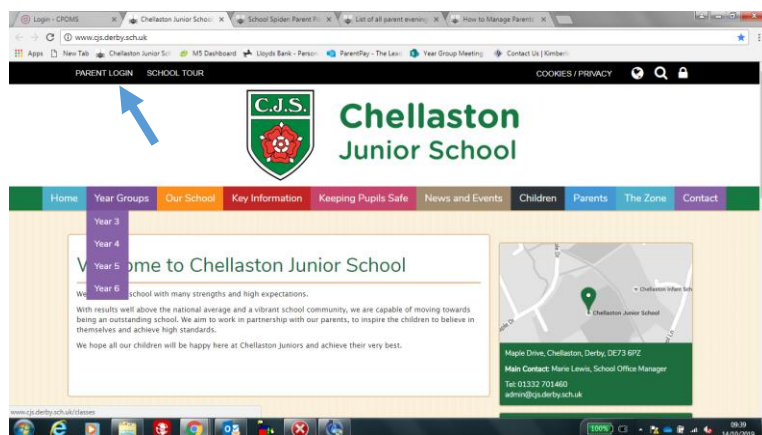 Login - CPOMS
Chellaston Junior School
School Spider Parent Po
List of all parent evening
How to Manage Parents
www.cjs.derby.sch.uk
Apps
New Tab
Chellaston Junior Sch
MS Dashboard
Lloyds Bank - Person
ParentPay - The Lead
Year Group Meeting
Contact Us | Kimberl
PARENT LOGIN
SCHOOL TOUR
COOKIES / PRIVACY
C.J.S.
Chellaston
Junior School
Home
Year Groups
Our School
Key Information
Keeping Pupils Safe
News and Events
Children
Parents
The Zone
Contact
Year 3
Year 4
Year 5
Year 6
ome to Chellaston Junior School
school with many strengths and high expectations.
With results well above the national average and a vibrant school community, we are capable of moving towards
being an outstanding school. We aim to work in partnership with our parents, to inspire the children to believe in
themselves and achieve high standards.
We hope all our children will be happy here at Chellaston Juniors and achieve their very best.
Chellaston Infant Sch
Chellaston Junior School
Maple Drive, Chellaston, Derby, DE73 6PZ
Main Contact: Marie Lewis, School Office Manager
Tel: 01332 701460
admin@cjs.derby.sch.uk
www.cjs.derby.sch.uk/classes
100%
09:39
14/10/2019